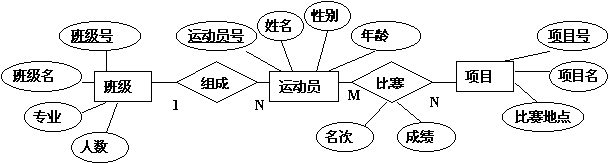 班级号
班级名
专业
人数
班级
1
组成
N
运动员号
姓名
性别
年龄
运动员
M
比赛
N
名次
成绩
项目
项目号
项目名
比赛地点